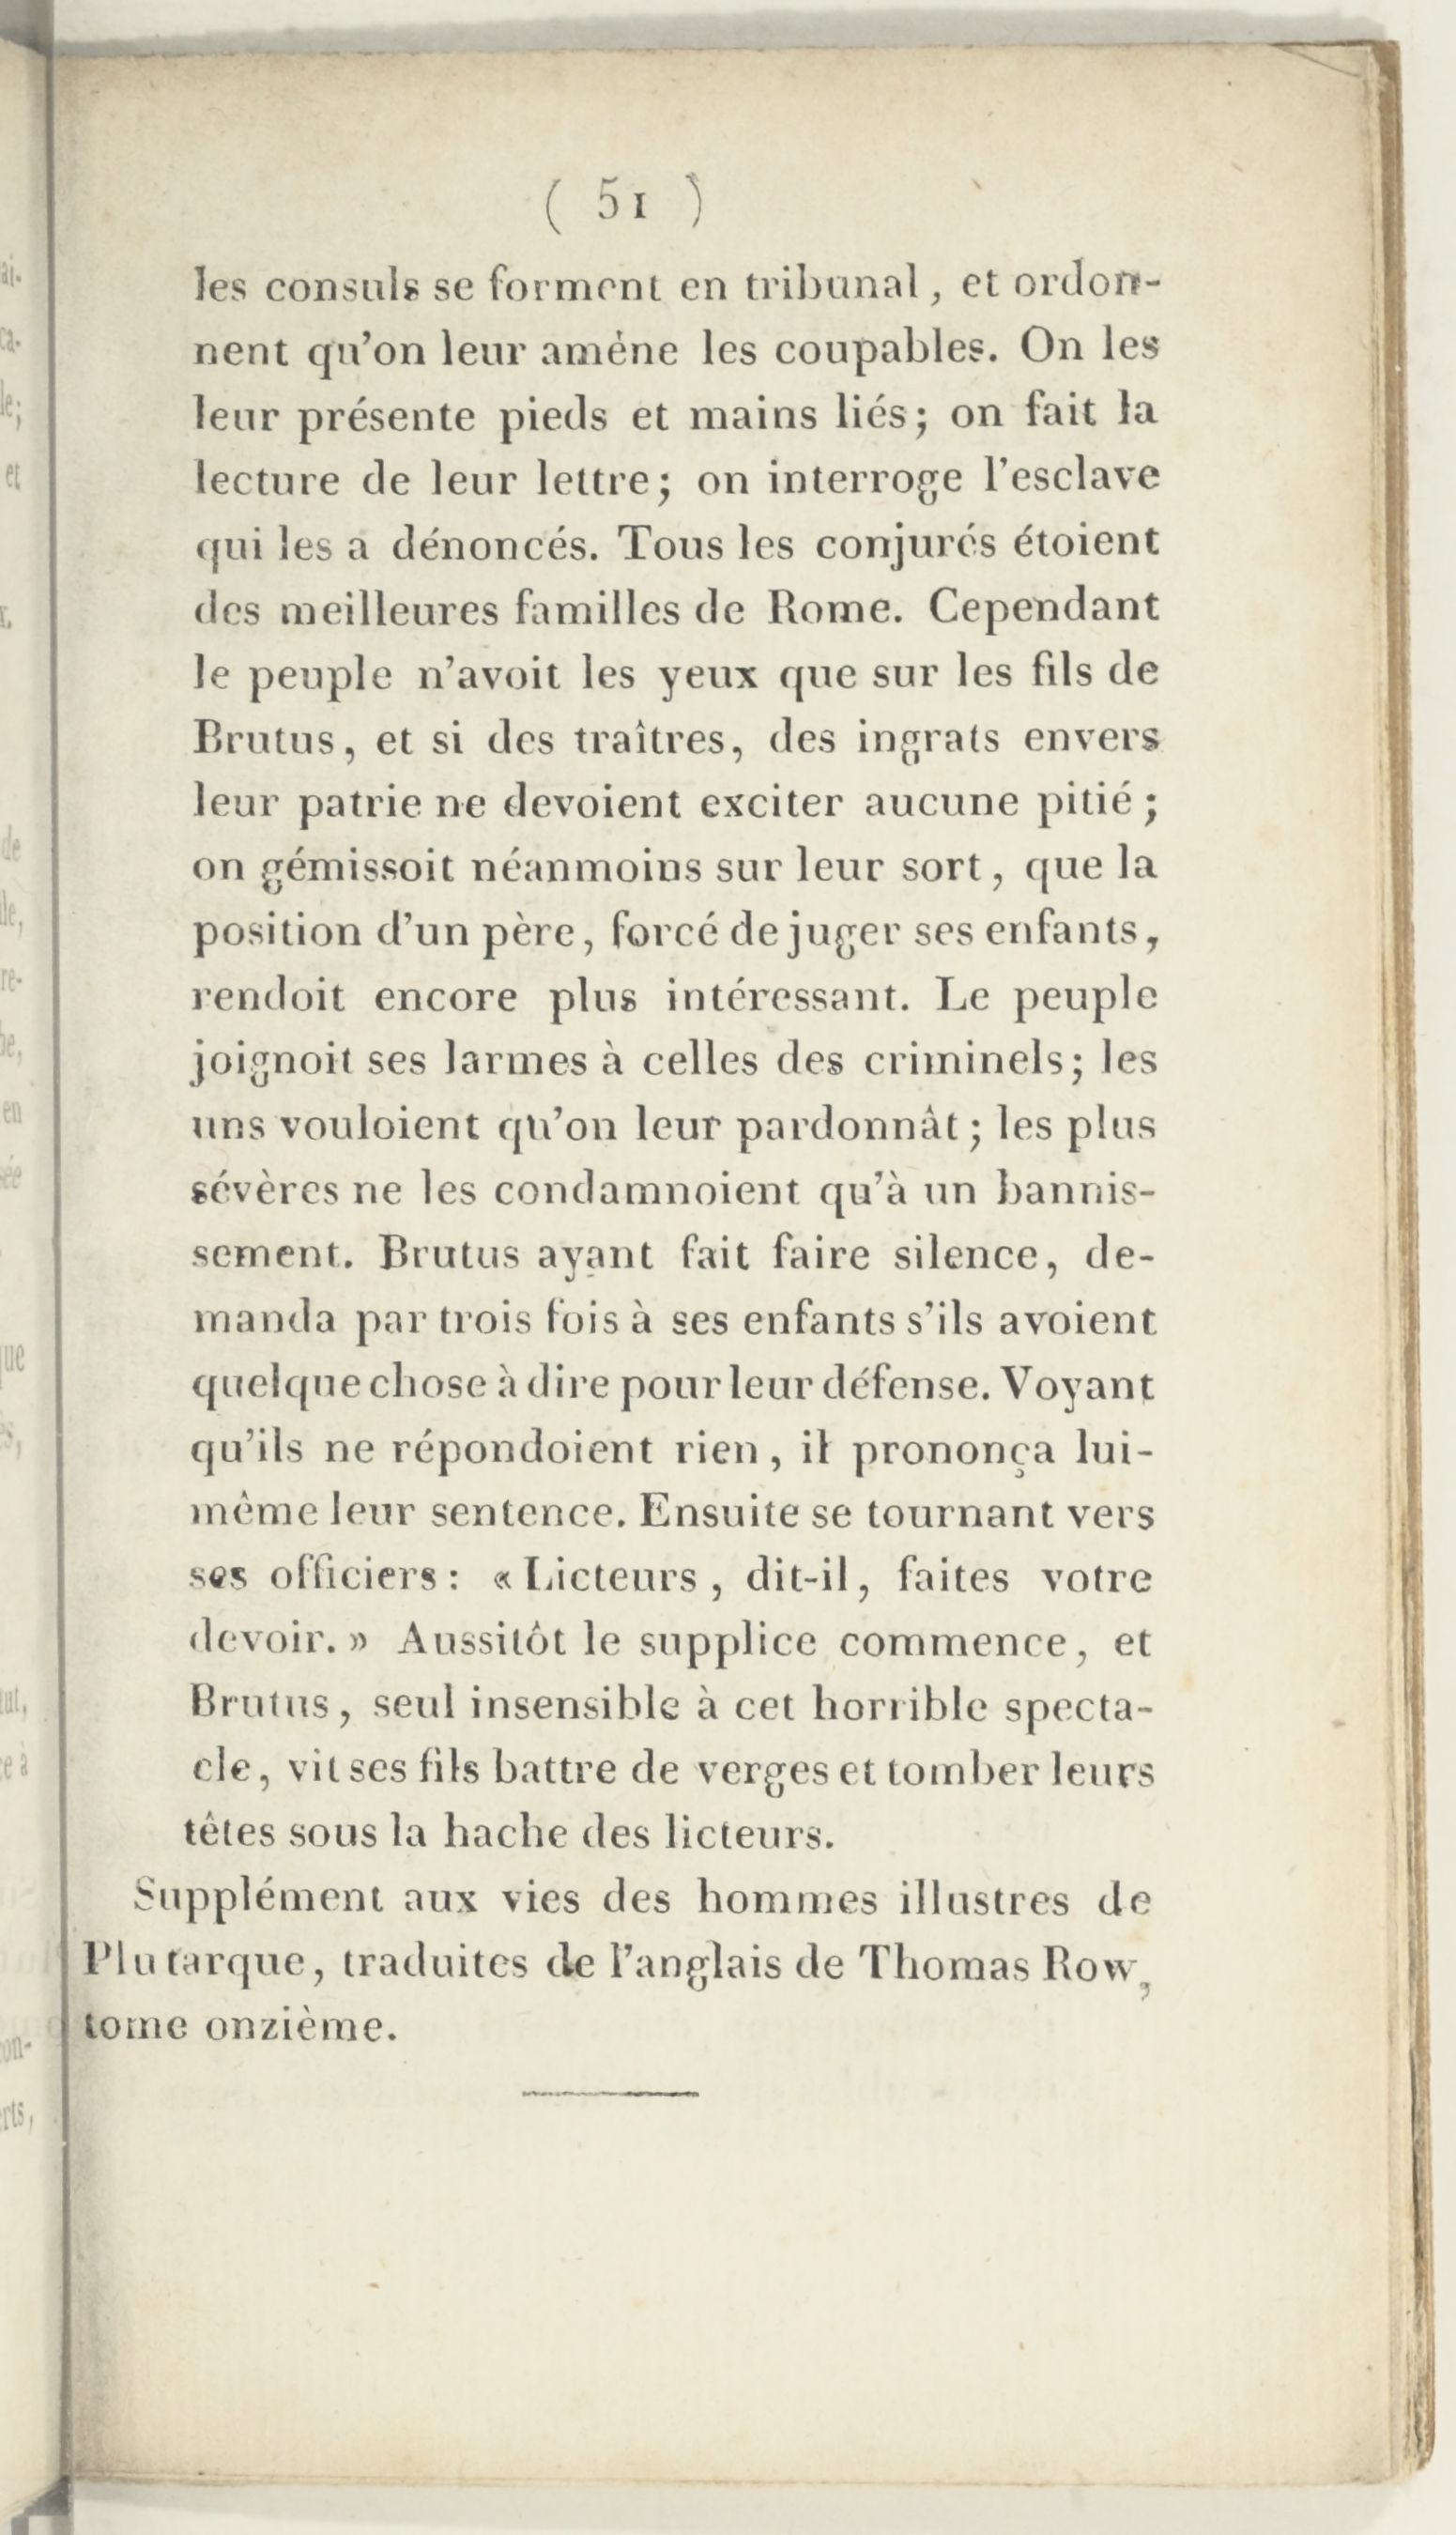 ( 51 )
les consuls se forment en tribunal, et ordon-
nent qu'on leur amène les coupables. On les
leur présente pieds et mains liés; on fait la
lecture de leur lettre; on interroge l'esclave
qui les a dénoncés. Tous les conjurés étoient
des meilleures familles de Rome. Cependant
le peuple n'avoit les yeux que sur les fils de
Brutus, et si des traîtres, des ingrats envers
leur patrie ne devoient exciter aucune pitié;
on gémissoit néanmoins sur leur sort, que la
position d'un père, forcé de juger ses enfants,
rendoit encore plus intéressant. Le peuple
joignoit ses larmes à celles des criminels; les
uns vouloient qu'on leur pardonnât; les plus
sévères ne les condamnoient qu'à un bannis-
sement. Brutus ayant fait faire silence, de-
manda par trois fois à ses enfants s'ils avoient
quelque chose à dire pour leur défense. Voyant
qu'ils ne répondoient rien, il prononça lui-
même leur sentence. Ensuite se tournant vers
ses officiers: « Licteurs, dit-il, faites votre
devoir. » Aussitôt le supplice commence, et
Brutus, seul insensible à cet horrible specta-
cle, vit ses fils battre de verges et tomber leurs
têtes sous la hache des licteurs.
Supplément aux vies des hommes illustres de
Plutarque, traduites de l'anglais de Thomas Row,
tome onzième.